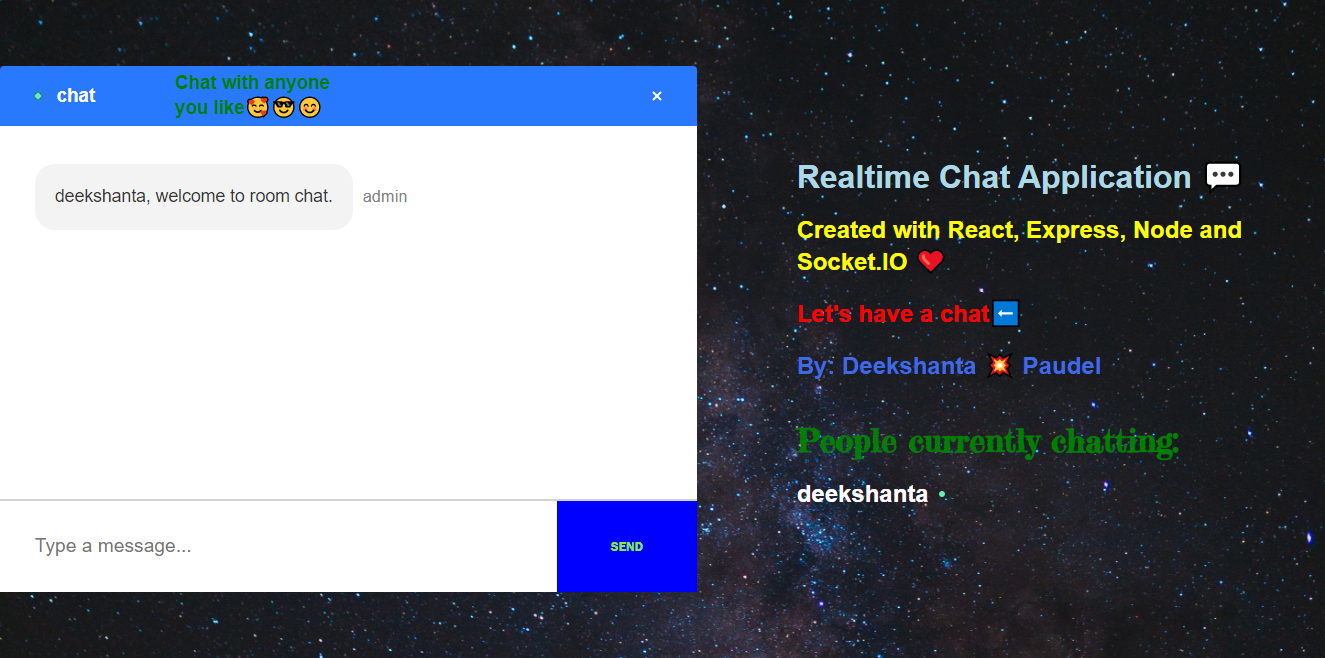 chat
Chat with anyone
you like🥰😎😊
×
deekshanta, welcome to room chat.
admin
Type a message...
SEND
Realtime Chat Application 💬
Created with React, Express, Node and
Socket.IO ❤️
Let's have a chat⬅️
By: Deekshanta 💥 Paudel
People currently chatting:
deekshanta